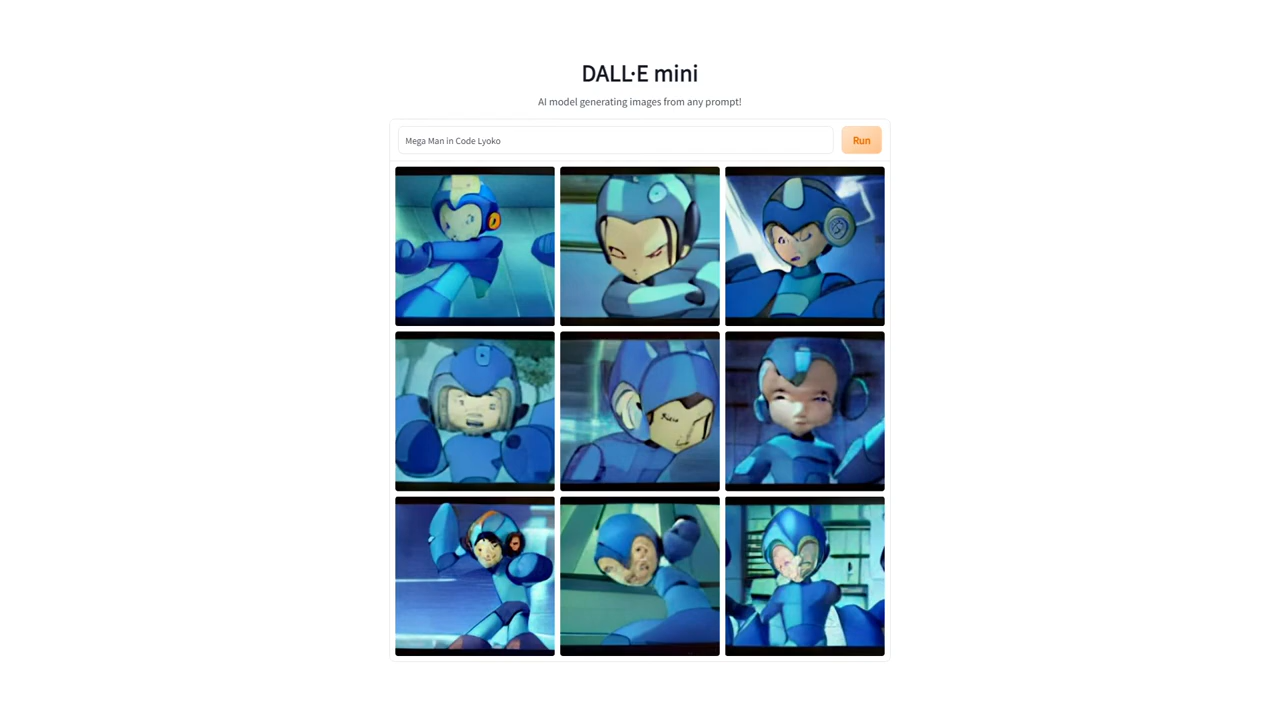 DALL·E mini
AI model generating images from any prompt!
Mega Man in Code Lyoko
Run